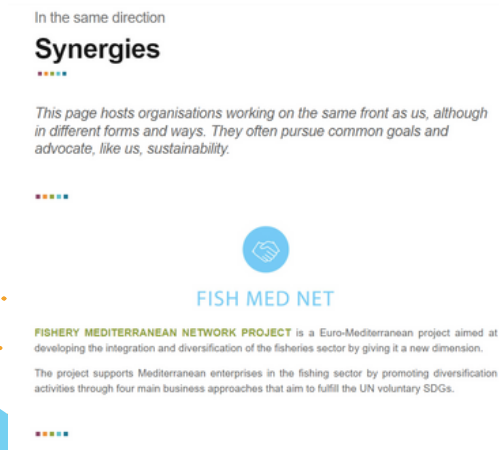 In the same direction
Synergies
This page hosts organisations working on the same front as us, although
in different forms and ways. They often pursue common goals and
advocate, like us, sustainability.
FISH MED NET
FISHERY MEDITERRANEAN NETWORK PROJECT is a Euro-Mediterranean project aimed at
developing the integration and diversification of the fisheries sector by giving it a new dimension.
The project supports Mediterranean enterprises in the fishing sector by promoting diversification
activities through four main business approaches that aim to fulfill the UN voluntary SDGs.